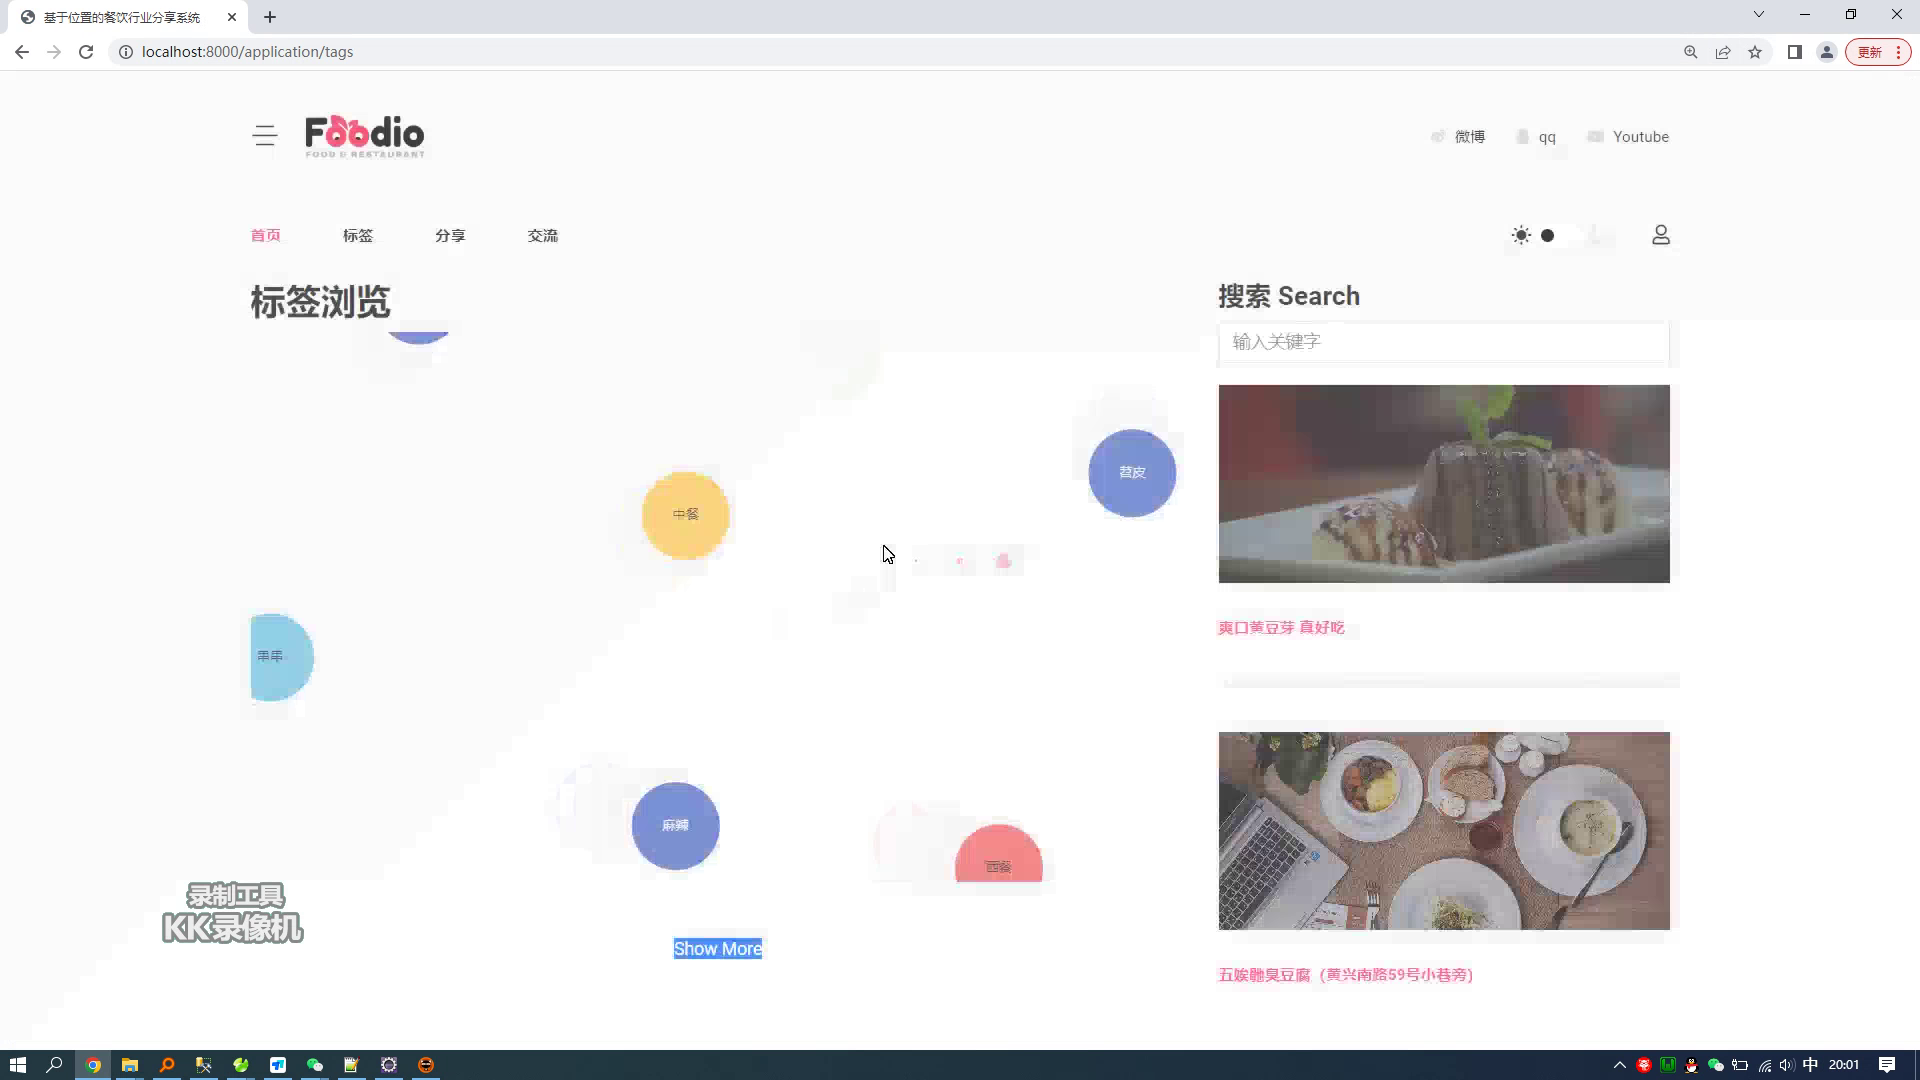 基于位置的餐饮行业分享系统
localhost:8000/application/tags
更新
Foodio
FOOD & RESTAURANT
微博
qq
Youtube
首页
标签
分享
交流
标签浏览
搜索 Search
输入关键字
苕皮
中餐
爽口黄豆芽 真好吃
串串
麻辣
西餐
录制工具
KK录像机
Show More
五娭毑臭豆腐（黄兴南路59号小巷旁）
中
20:01